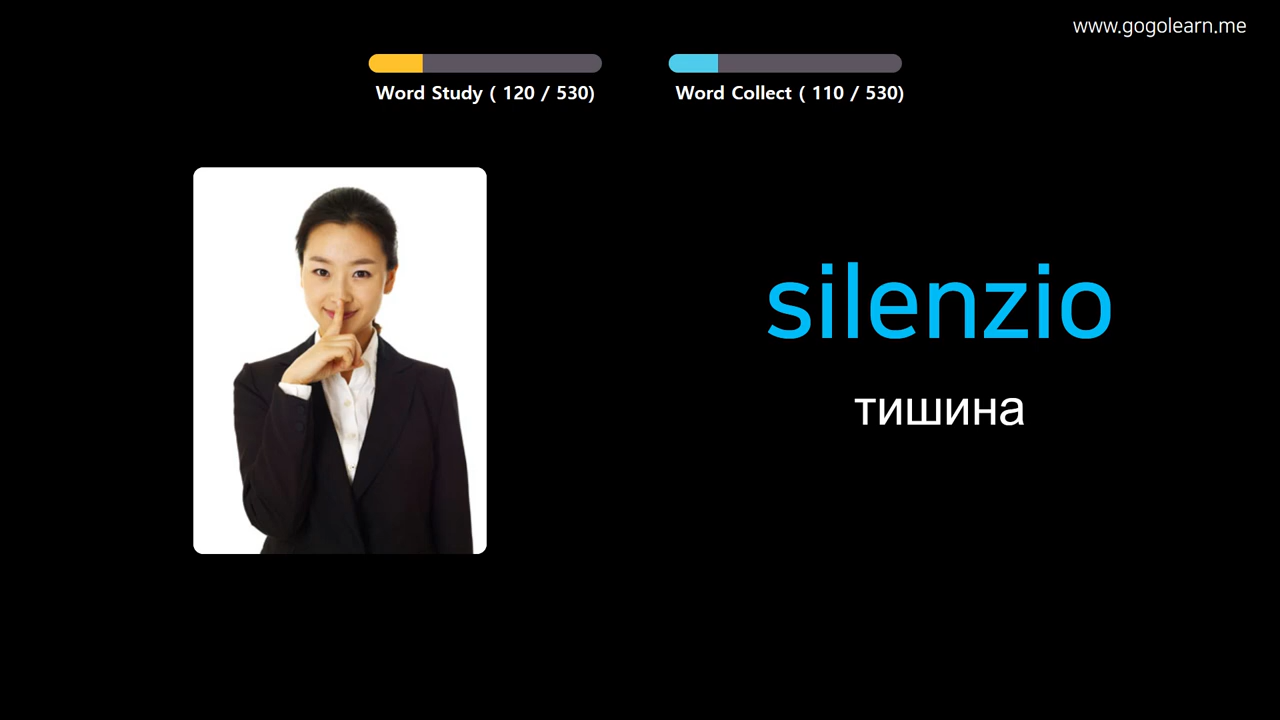 www.gogolearn.me
Word Study ( 120 / 530)
Word Collect ( 110 / 530)
silenzio
тишина